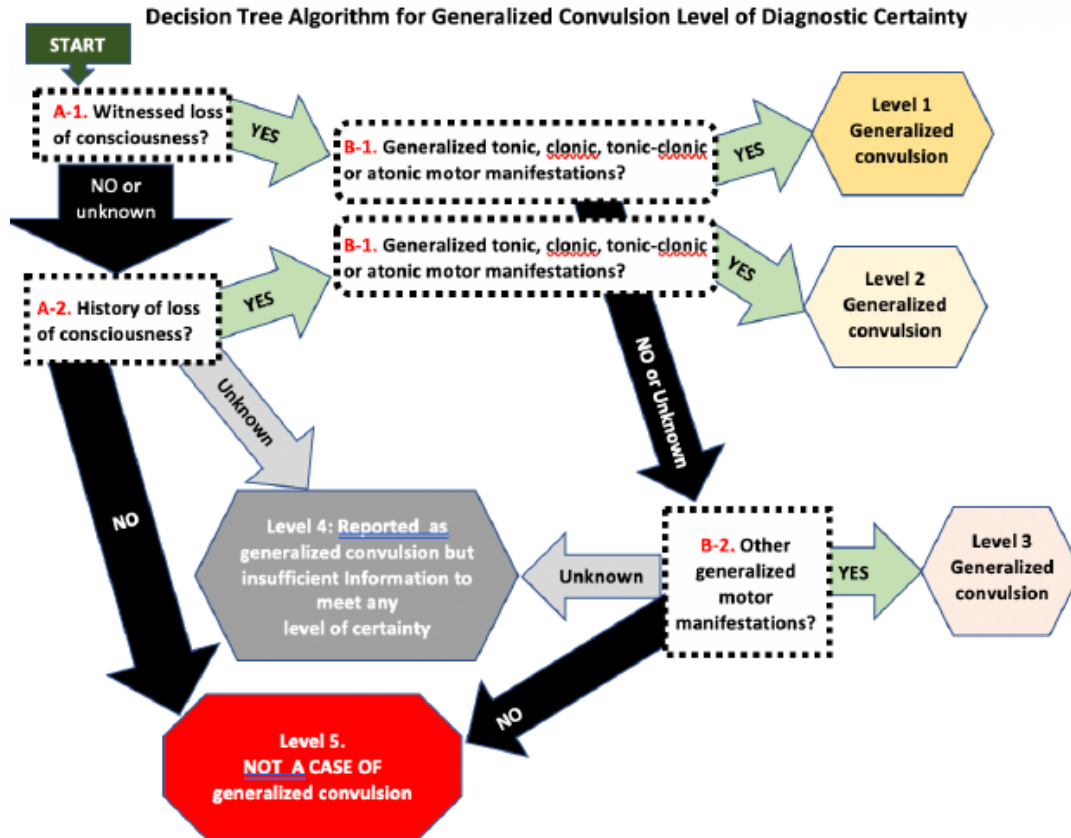 Decision Tree Algorithm for Generalized Convulsion Level of Diagnostic Certainty
START
A-1. Witnessed loss
of consciousness?
YES
B-1. Generalized tonic, clonic, tonic-clonic
or atonic motor manifestations?
YES
Level 1
Generalized
convulsion
NO or
unknown
A-2. History of loss
of consciousness?
YES
B-1. Generalized tonic, clonic, tonic-clonic
or atonic motor manifestations?
YES
Level 2
Generalized
convulsion
Unknown
NO or Unknown
NO
Level 4: Reported as
generalized convulsion but
insufficient Information to
meet any
level of certainty
Unknown
B-2. Other
generalized
motor
manifestations?
YES
Level 3
Generalized
convulsion
NO
Level 5.
NOT A CASE OF
generalized convulsion